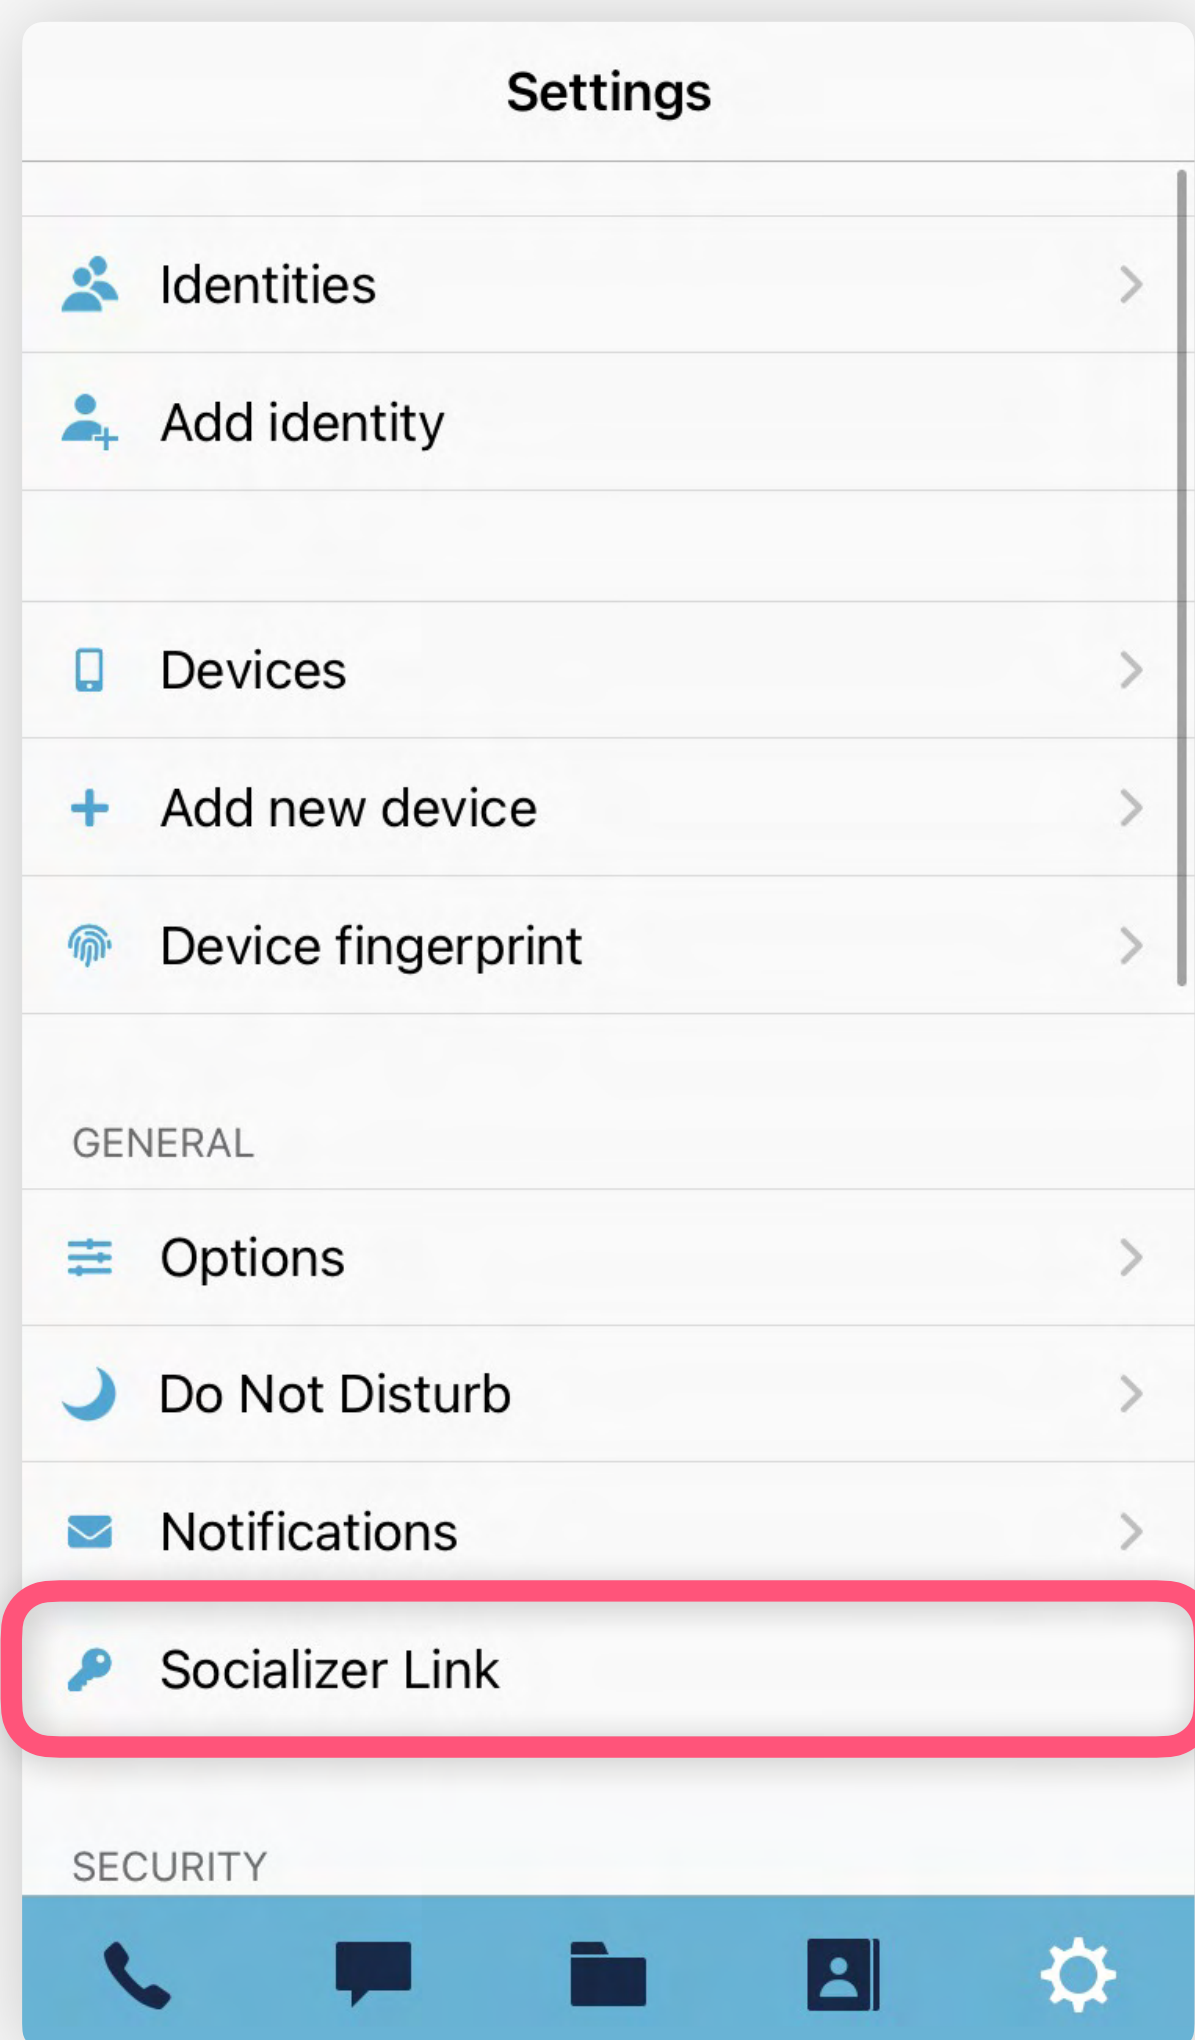 Settings
Identities
Add identity
Devices
Add new device
Device fingerprint
GENERAL
Options
Do Not Disturb
Notifications
Socializer Link
SECURITY